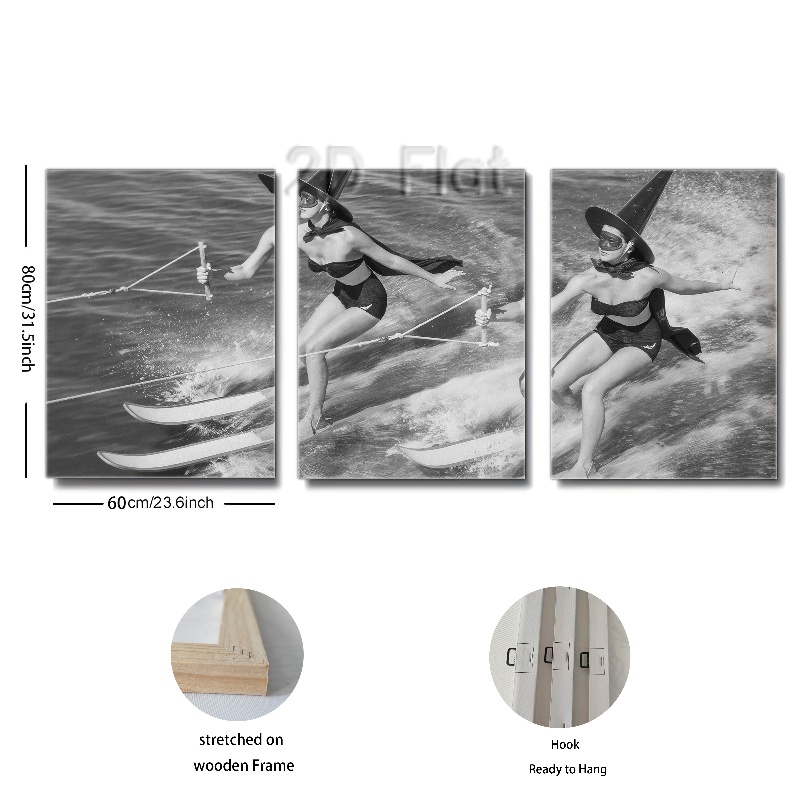 2D Flat
80cm/31.5inch
60cm/23.6inch
stretched on
wooden Frame
Hook
Ready to Hang